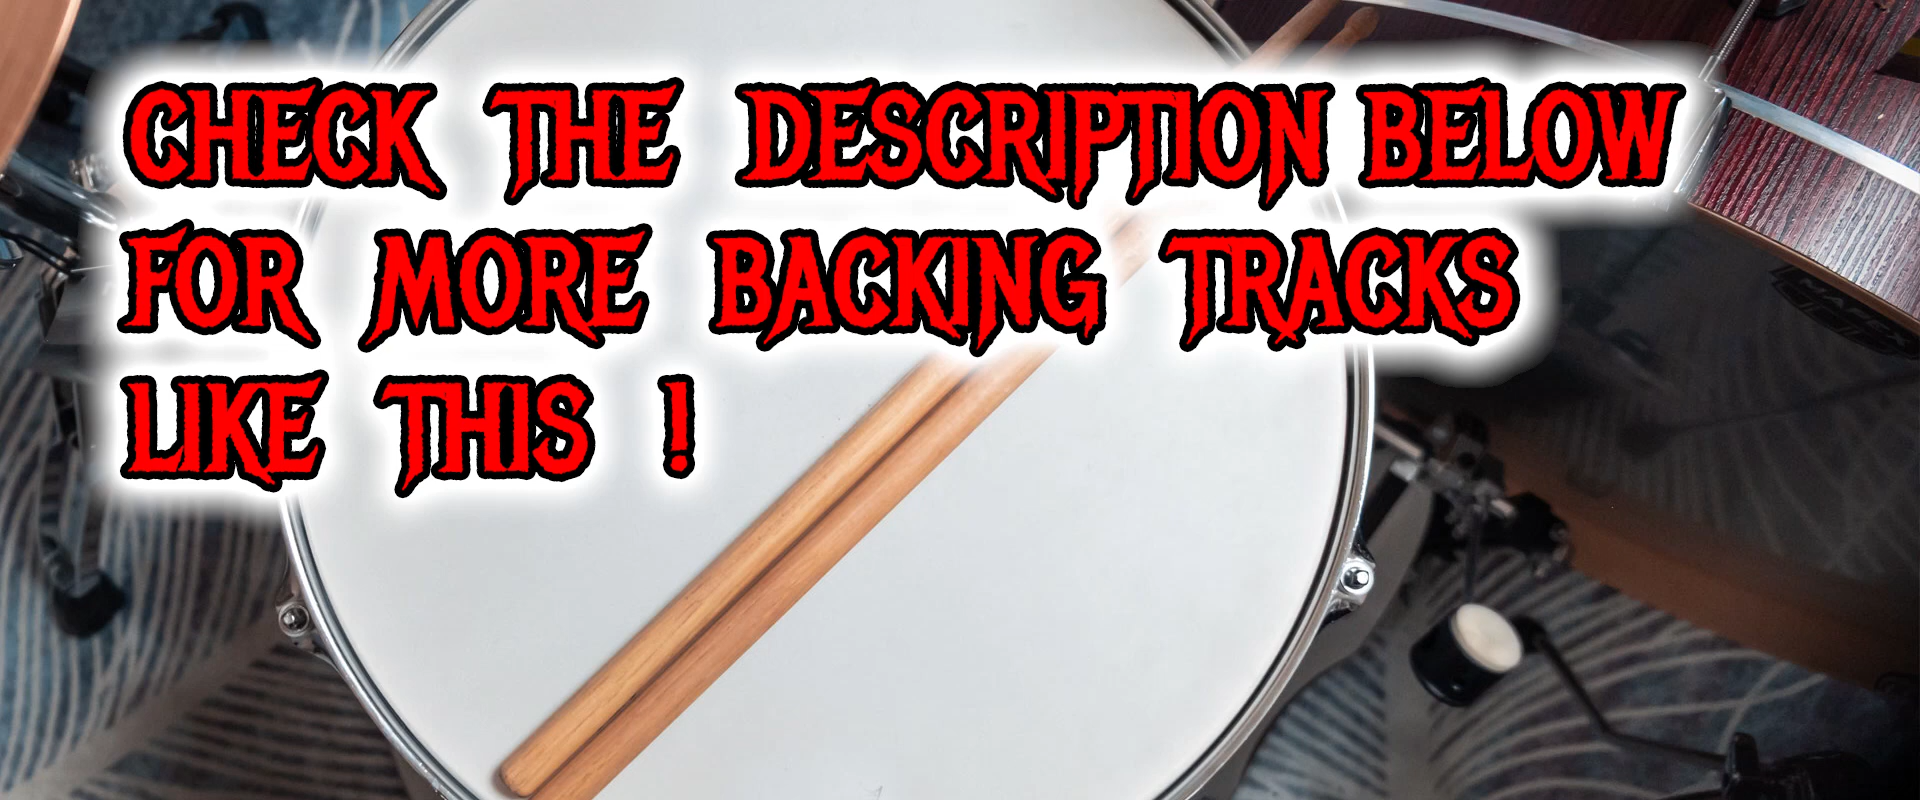 CHECK THE DESCRIPTION BELOW
FOR MORE BACKING TRACKS
LIKE THIS !